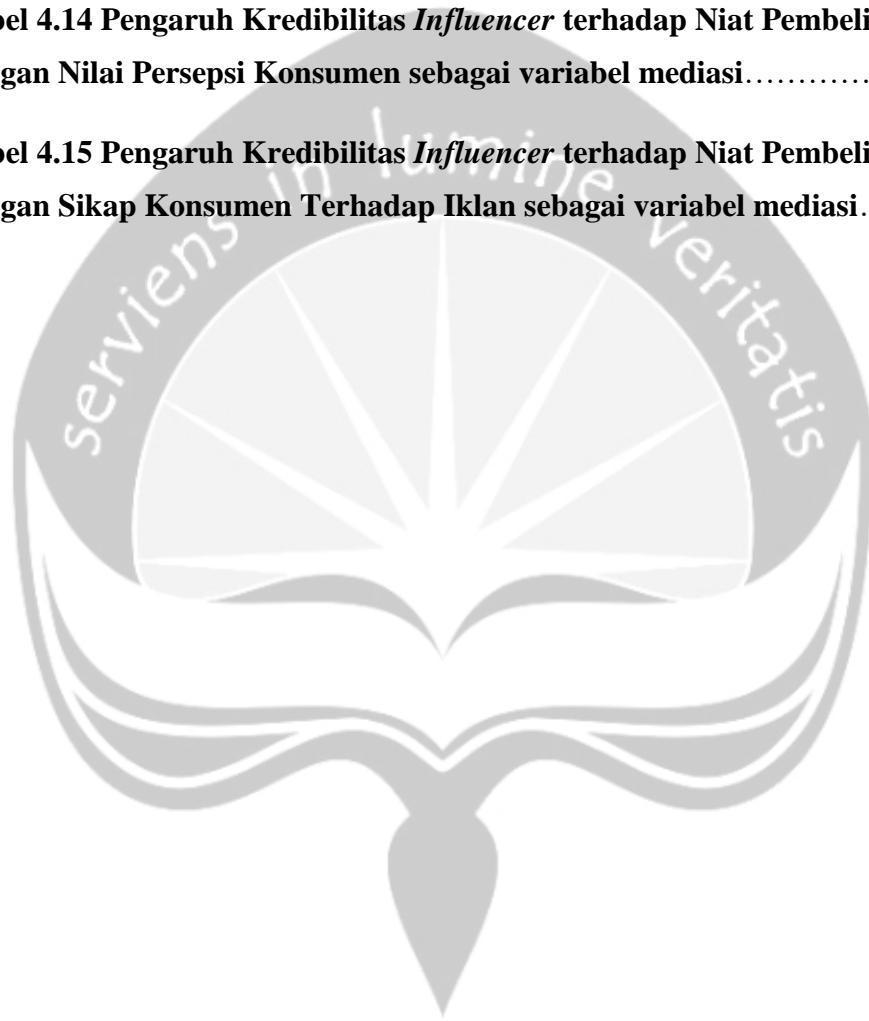 bel 4.14 Pengaruh Kredibilitas Influencer terhadap Niat Pembeli
gan Nilai Persepsi Konsumen sebagai variabel mediasi............
bel 4.15 Pengaruh Kredibilitas Influencer terhadap Niat Pembeli
gan Sikap Konsumen Terhadap Iklan sebagai variabel mediasi.
serviens in lumine veritatis